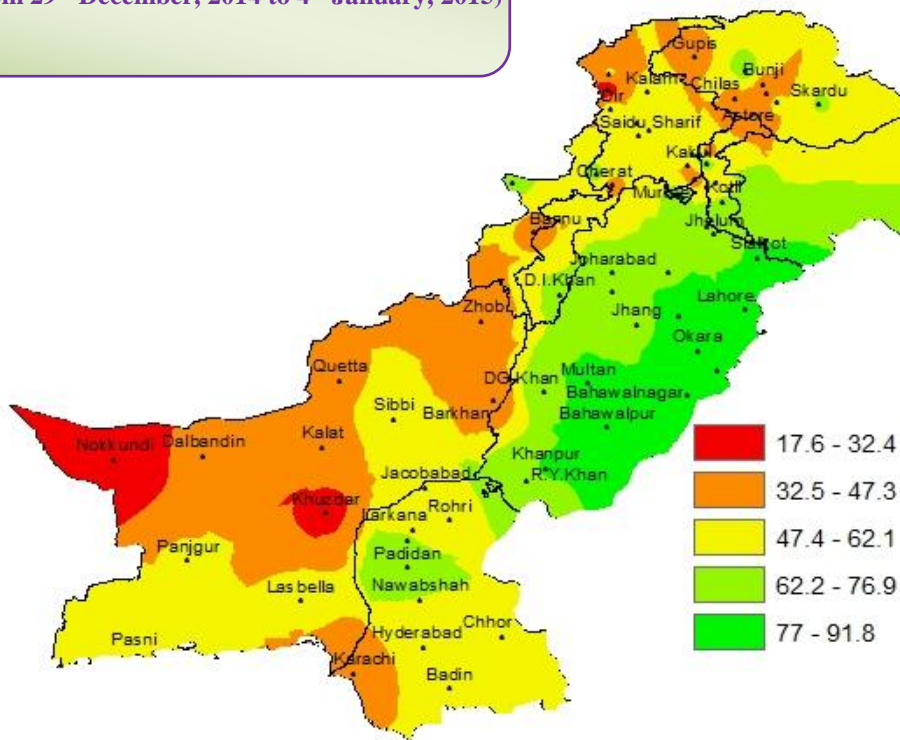 29 December, 2014 to 4 January, 2015)
Gupis
Kalam
Chilas
Bunji
Skardu
Dir
Astore
Saidu Sharif
Kakul
Cherat
Kotli
Bannu
Jhelum
Sialkot
Joharabad
D.I.Khan
Lahore
Zhob
Jhang
Okara
Quetta
DG Khan
Multan
Bahawalnagar
Sibbi
Barkhan
Bahawalpur
Nokkundi
Dalbandin
Kalat
Khanpur
R.Y.Khan
Jacobabad
Khuzdar
Larkana
Rohri
Panjgur
Padidan
Lasbella
Nawabshah
Pasni
Hyderabad
Chhor
Karachi
Badin
17.6 - 32.4
32.5 - 47.3
47.4 - 62.1
62.2 - 76.9
77 - 91.8